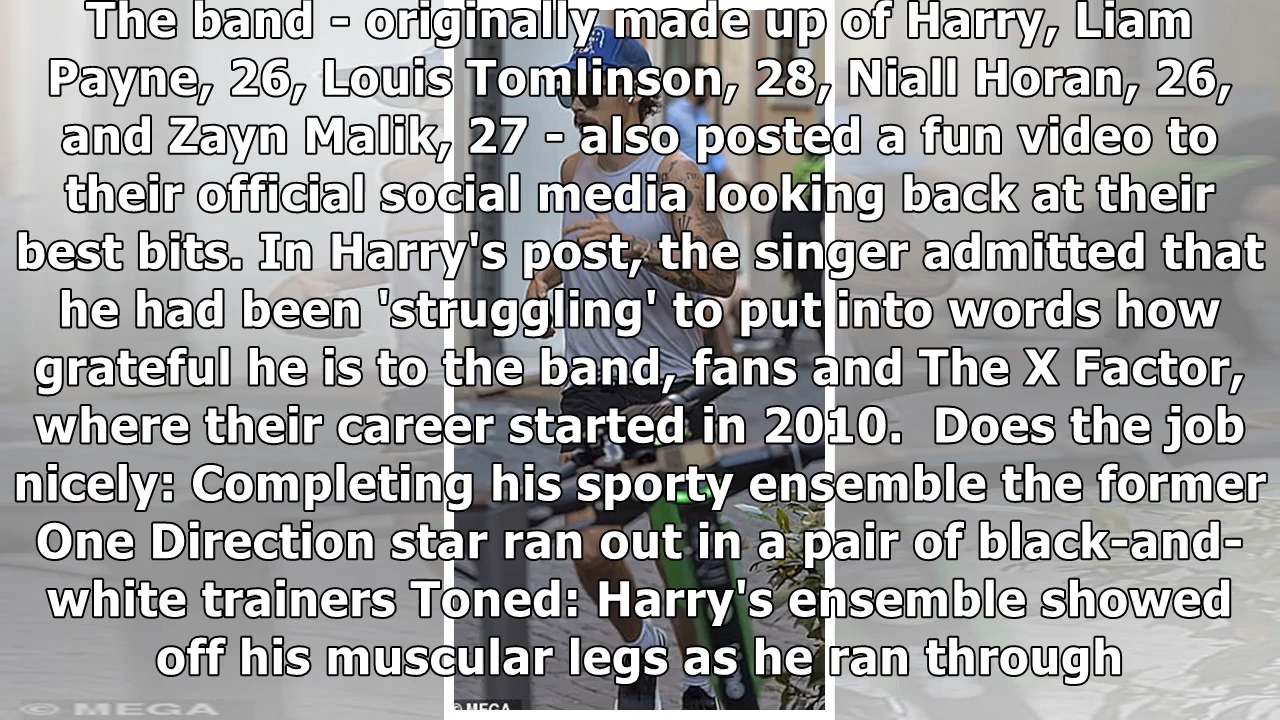 The band - originally made up of Harry, Liam
Payne, 26, Louis Tomlinson, 28, Niall Horan, 26,
and Zayn Malik, 27 - also posted a fun video to
their official social media looking back at their
best bits. In Harry's post, the singer admitted that
he had been 'struggling' to put into words how
grateful he is to the band, fans and The X Factor,
where their career started in 2010.  Does the job
nicely: Completing his sporty ensemble the former
One Direction star ran out in a pair of black-and-
white trainers Toned: Harry's ensemble showed
off his muscular legs as he ran through
© MEGA
© MEGA